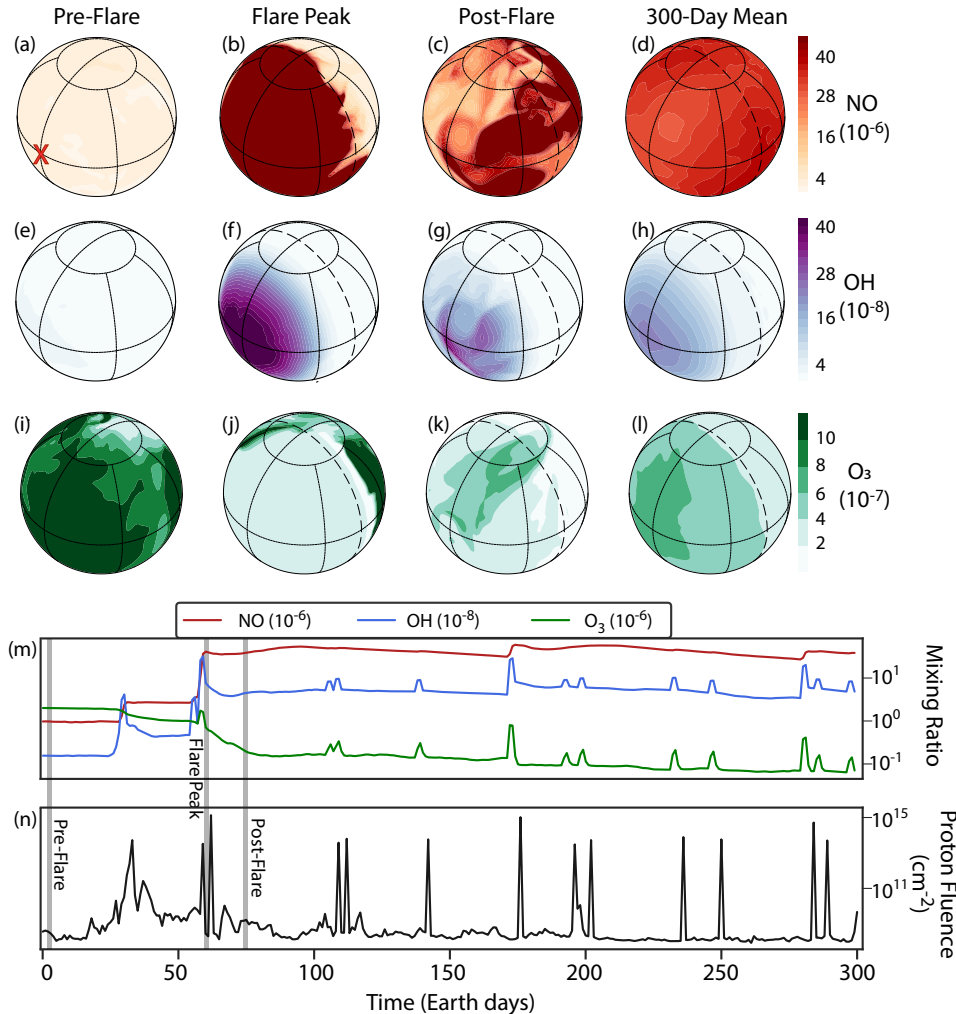 Pre-Flare Flare Peak Post-Flare 300-Day Mean
(a) (b) (c) (d)
X
40
28
16
4
NO
(10⁻⁶)
(e) (f) (g) (h)
40
28
16
4
OH
(10⁻⁸)
(i) (j) (k) (l)
10
8
6
4
2
O₃
(10⁻⁷)
NO (10⁻⁶) OH (10⁻⁸) O₃ (10⁻⁶)
(m)
Flare Peak
10¹
10⁰
10⁻¹
Mixing Ratio
(n)
Pre-Flare
Post-Flare
10¹⁵
10¹¹
Proton Fluence
(cm⁻²)
0 50 100 150 200 250 300
Time (Earth days)